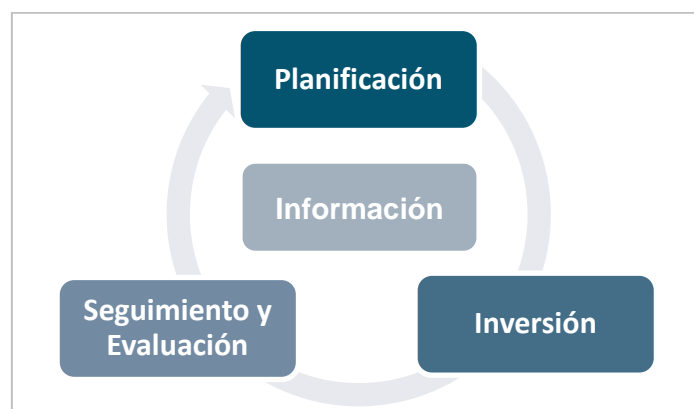 Planificación
Información
Seguimiento y
Evaluación
Inversión